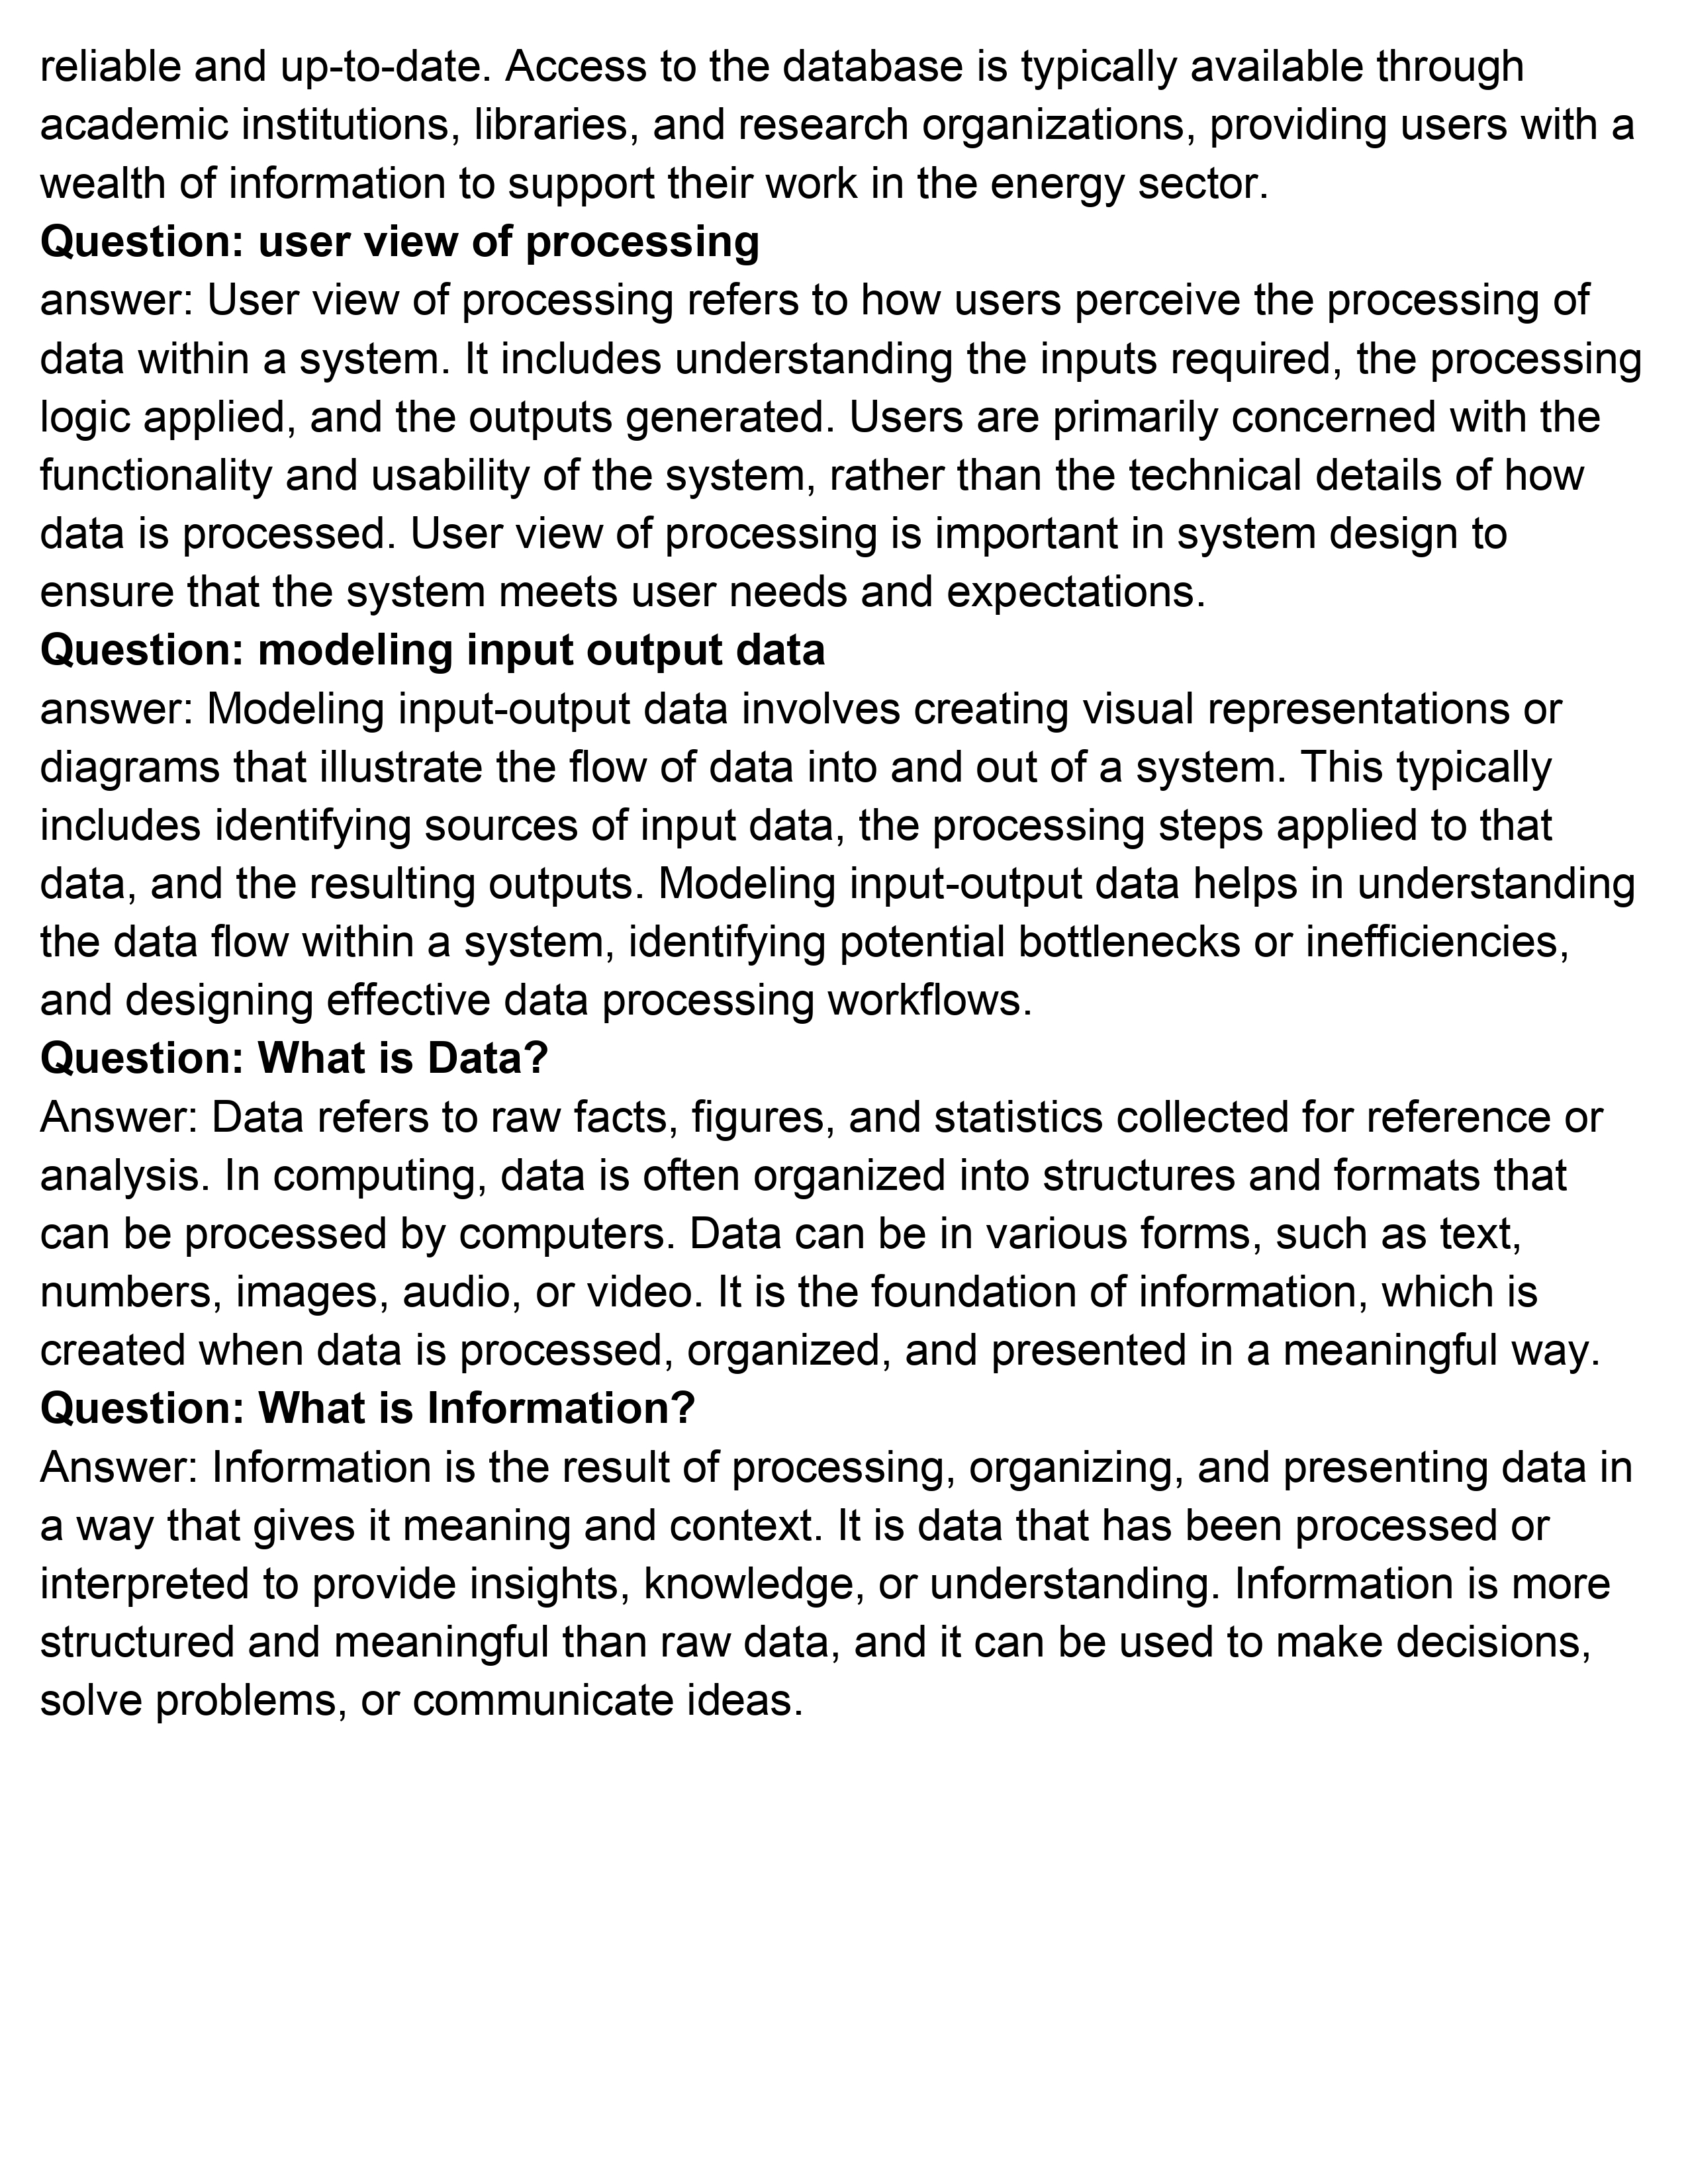 reliable and up-to-date. Access to the database is typically available through
academic institutions, libraries, and research organizations, providing users with a
wealth of information to support their work in the energy sector.
Question: user view of processing
answer: User view of processing refers to how users perceive the processing of
data within a system. It includes understanding the inputs required, the processing
logic applied, and the outputs generated. Users are primarily concerned with the
functionality and usability of the system, rather than the technical details of how
data is processed. User view of processing is important in system design to
ensure that the system meets user needs and expectations.
Question: modeling input output data
answer: Modeling input-output data involves creating visual representations or
diagrams that illustrate the flow of data into and out of a system. This typically
includes identifying sources of input data, the processing steps applied to that
data, and the resulting outputs. Modeling input-output data helps in understanding
the data flow within a system, identifying potential bottlenecks or inefficiencies,
and designing effective data processing workflows.
Question: What is Data?
Answer: Data refers to raw facts, figures, and statistics collected for reference or
analysis. In computing, data is often organized into structures and formats that
can be processed by computers. Data can be in various forms, such as text,
numbers, images, audio, or video. It is the foundation of information, which is
created when data is processed, organized, and presented in a meaningful way.
Question: What is Information?
Answer: Information is the result of processing, organizing, and presenting data in
a way that gives it meaning and context. It is data that has been processed or
interpreted to provide insights, knowledge, or understanding. Information is more
structured and meaningful than raw data, and it can be used to make decisions,
solve problems, or communicate ideas.